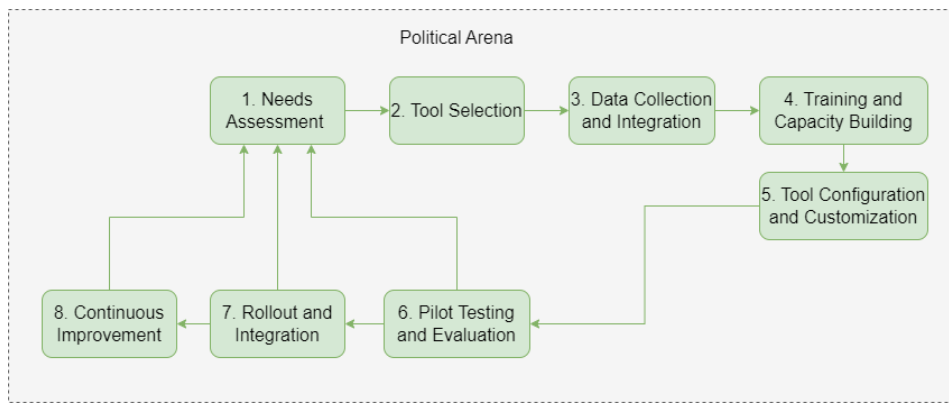 Political Arena
1. Needs
Assessment
2. Tool Selection
3. Data Collection
and Integration
4. Training and
Capacity Building
5. Tool Configuration
and Customization
6. Pilot Testing
and Evaluation
7. Rollout and
Integration
8. Continuous
Improvement